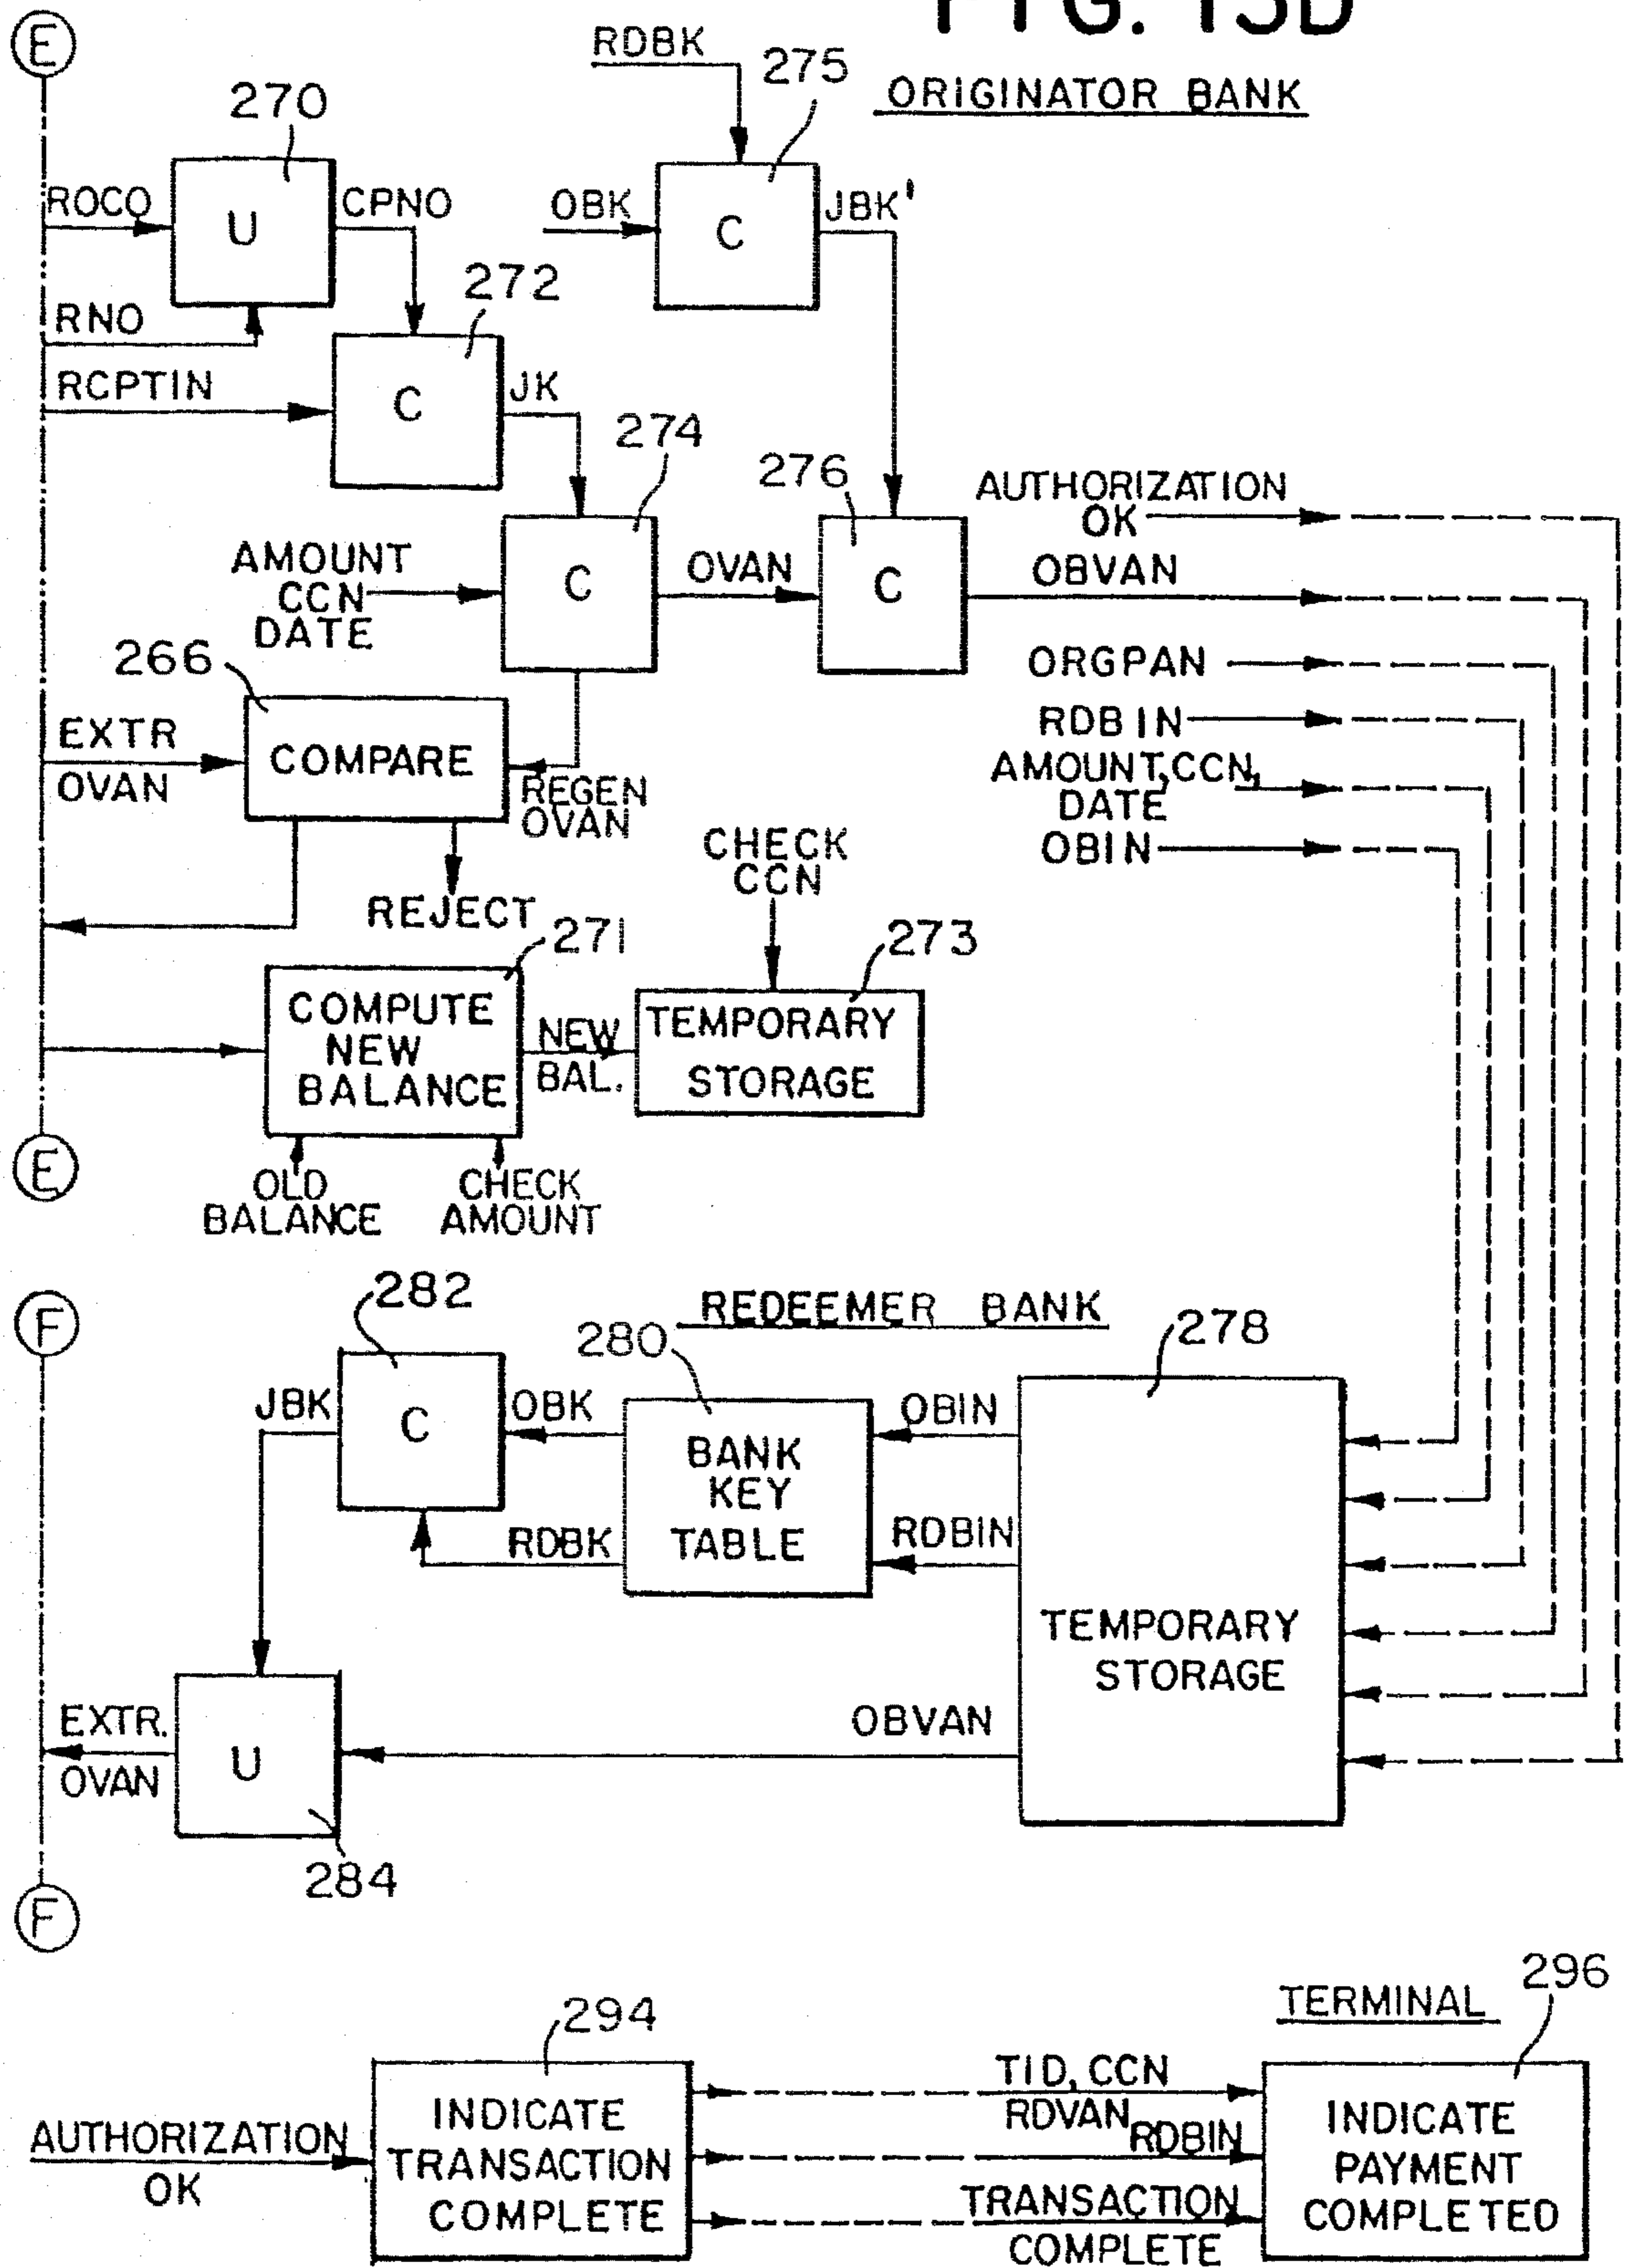 FIG. 13D
E
RDBK
275
ORIGINATOR BANK
270
ROCO
U
CPNO
OBK
C
JBK'
RNO
272
RCPTIN
C
JK
274
276
AUTHORIZATION
OK
AMOUNT
CCN
DATE
C
OVAN
C
OBVAN
266
ORGPAN
EXTR
OVAN
COMPARE
REGEN
OVAN
RDBIN
AMOUNT, CCN,
DATE
OBIN
REJECT
CHECK
CCN
271
273
COMPUTE
NEW
BALANCE
NEW
BAL.
TEMPORARY
STORAGE
E
OLD
BALANCE
CHECK
AMOUNT
F
282
REDEEMER BANK
280
278
JBK
C
OBK
RDBK
BANK
KEY
TABLE
OBIN
RDBIN
TEMPORARY
STORAGE
EXTR.
OVAN
U
OBVAN
284
F
296
TERMINAL
294
AUTHORIZATION
OK
INDICATE
TRANSACTION
COMPLETE
TID, CCN
RDVAN
RDBIN
TRANSACTION
COMPLETE
INDICATE
PAYMENT
COMPLETED